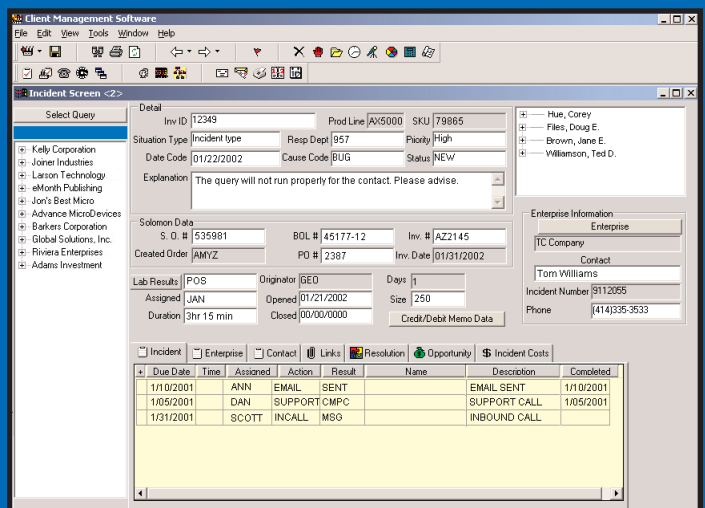 Client Management Software
File Edit View Tools Window Help
Incident Screen <2>
Select Query
Kelly Corporation
Joiner Industries
Larson Technology
eMonth Publishing
Jon's Best Micro
Advance MicroDevices
Barkers Corporation
Global Solutions, Inc.
Riviera Enterprises
Adams Investment
Detail
Inv ID 12349 Prod Line AX5000 SKU 79865
Situation Type Incident type Resp Dept 957 Priority High
Date Code 01/22/2002 Cause Code BUG Status NEW
Explanation The query will not run properly for the contact. Please advise.
Solomon Data
S. O. # 535981 BOL # 45177-12 Inv. # AZ2145
Created Order AMYZ PO # 2387 Inv. Date 01/31/2002
Lab Results POS Originator GEO Days 1
Assigned JAN Opened 01/21/2002 Size 250
Duration 3hr 15 min Closed 00/00/0000 Credit/Debit Memo Data
Hue, Corey
Files, Doug E.
Brown, Jane E.
Williamson, Ted D.
Enterprise Information
Enterprise
TC Company
Contact
Tom Williams
Incident Number 9112055
Phone (414)335-3533
Incident Enterprise Contact Links Resolution Opportunity $ Incident Costs
+ Due Date Time Assigned Action Result Name Description Completed
1/10/2001 ANN EMAIL SENT EMAIL SENT 1/10/2001
1/05/2001 DAN SUPPORT CMPC SUPPORT CALL 1/05/2001
1/31/2001 SCOTT INCALL MSG INBOUND CALL